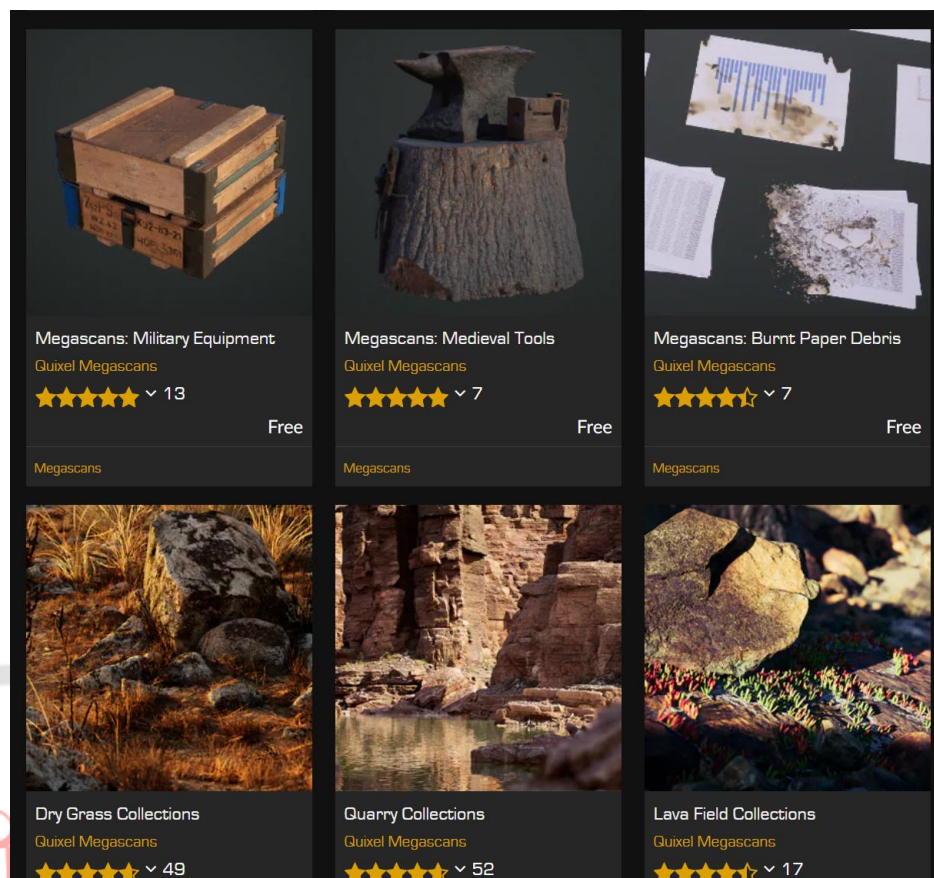 Megascans: Military Equipment
Quixel Megascans
13
Free
Megascans
Megascans: Medieval Tools
Quixel Megascans
7
Free
Megascans
Megascans: Burnt Paper Debris
Quixel Megascans
7
Free
Megascans
Dry Grass Collections
Quixel Megascans
49
Quarry Collections
Quixel Megascans
52
Lava Field Collections
Quixel Megascans
17